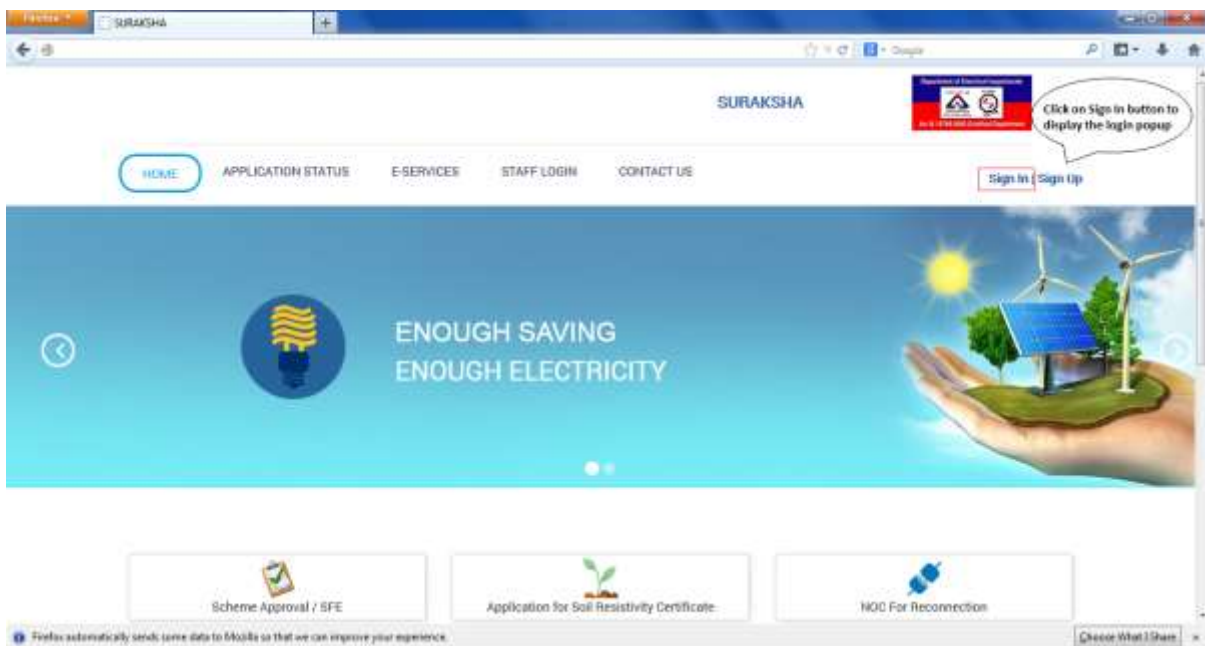 Firefox
SURAKSHA
Google
SURAKSHA
Click on Sign In button to
display the login popup
HOME
APPLICATION STATUS
E-SERVICES
STAFF LOGIN
CONTACT US
Sign In | Sign Up
ENOUGH SAVING
ENOUGH ELECTRICITY
Scheme Approval / SFE
Application for Soil Resistivity Certificate
NOC For Reconnection
Firefox automatically sends some data to Mozilla so that we can improve your experience.
Choose What I Share